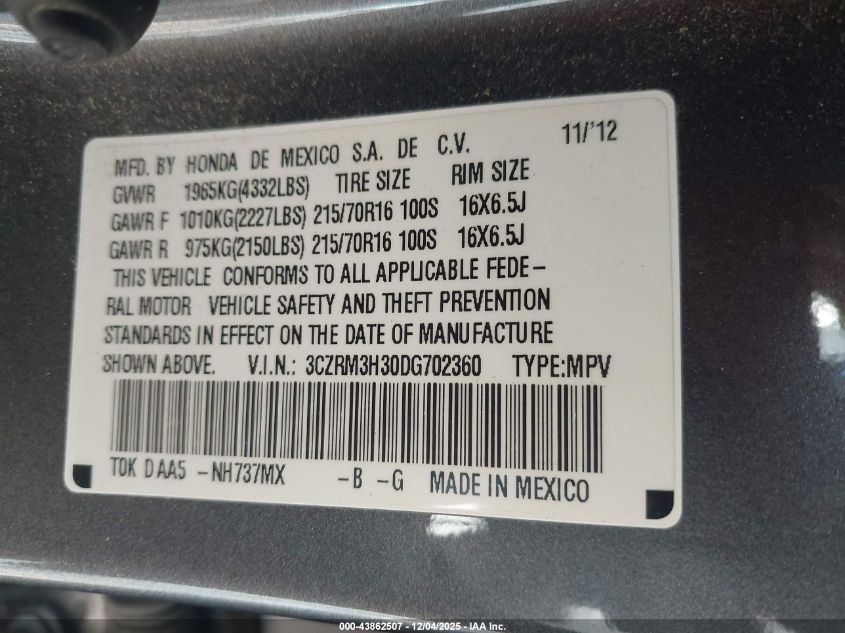 MFD. BY HONDA DE MEXICO S.A. DE C.V. 11/'12
GVWR 1965KG(4332LBS) TIRE SIZE RIM SIZE
GAWR F 1010KG(2227LBS) 215/70R16 100S 16X6.5J
GAWR R 975KG(2150LBS) 215/70R16 100S 16X6.5J
THIS VEHICLE CONFORMS TO ALL APPLICABLE FEDE–
RAL MOTOR VEHICLE SAFETY AND THEFT PREVENTION
STANDARDS IN EFFECT ON THE DATE OF MANUFACTURE
SHOWN ABOVE. V.I.N.: 3CZRM3H30DG702360 TYPE:MPV
T0K D AA5 –NH737MX –B –G MADE IN MEXICO
000-43862507 - 12/04/2025 - IAA Inc.